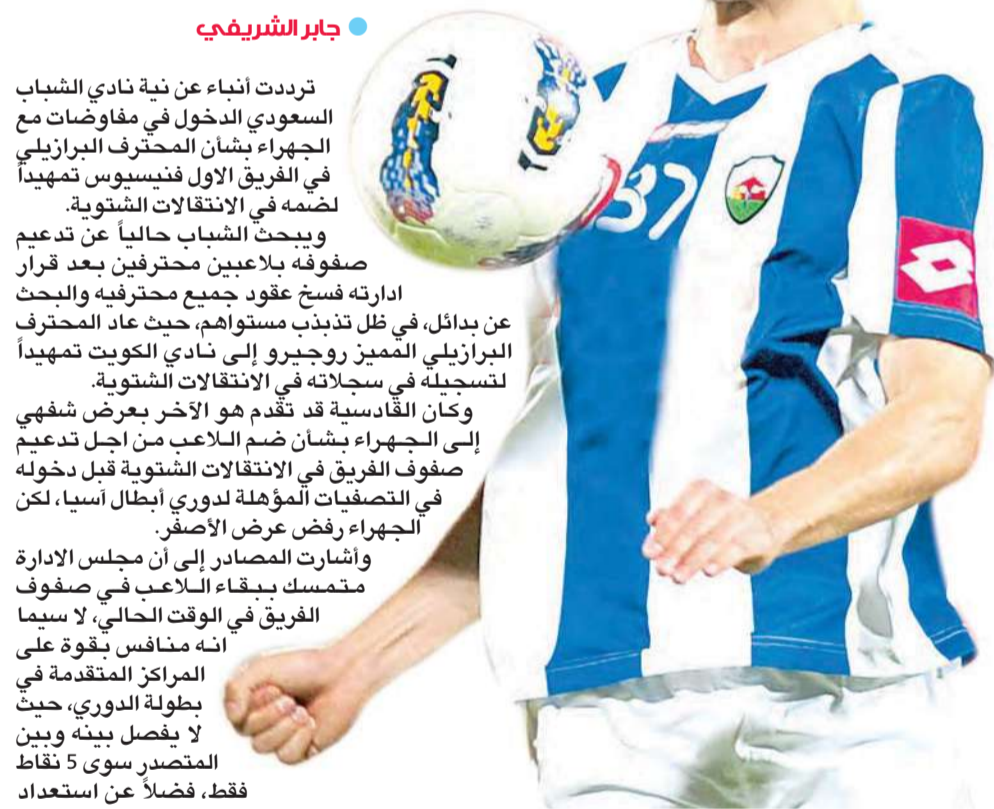 جابر الشريفي
ترددت أنباء عن نية نادي الشباب
السعودي الدخول في مفاوضات مع
الجهراء بشأن المحترف البرازيلي
في الفريق الاول فنيسيوس تمهيداً
لضمه في الانتقالات الشتوية.
ويبحث الشباب حالياً عن تدعيم
صفوفه بلاعبين محترفين بعد قرار
ادارته فسخ عقود جميع محترفيه والبحث
عن بدائل، في ظل تذبذب مستواهم، حيث عاد المحترف
البرازيلي المميز روجيرو إلى نادي الكويت تمهيداً
لتسجيله في سجلاته في الانتقالات الشتوية.
وكان القادسية قد تقدم هو الآخر بعرض شفهي
إلى الجهراء بشأن ضم اللاعب من اجل تدعيم
صفوف الفريق في الانتقالات الشتوية قبل دخوله
في التصفيات المؤهلة لدوري أبطال آسيا، لكن
الجهراء رفض عرض الأصفر.
وأشارت المصادر إلى أن مجلس الادارة
متمسك ببقاء اللاعب في صفوف
الفريق في الوقت الحالي، لا سيما
انه منافس بقوة على
المراكز المتقدمة في
بطولة الدوري، حيث
لا يفصل بينه وبين
المتصدر سوى 5 نقاط
فقط، فضلاً عن استعداد
37